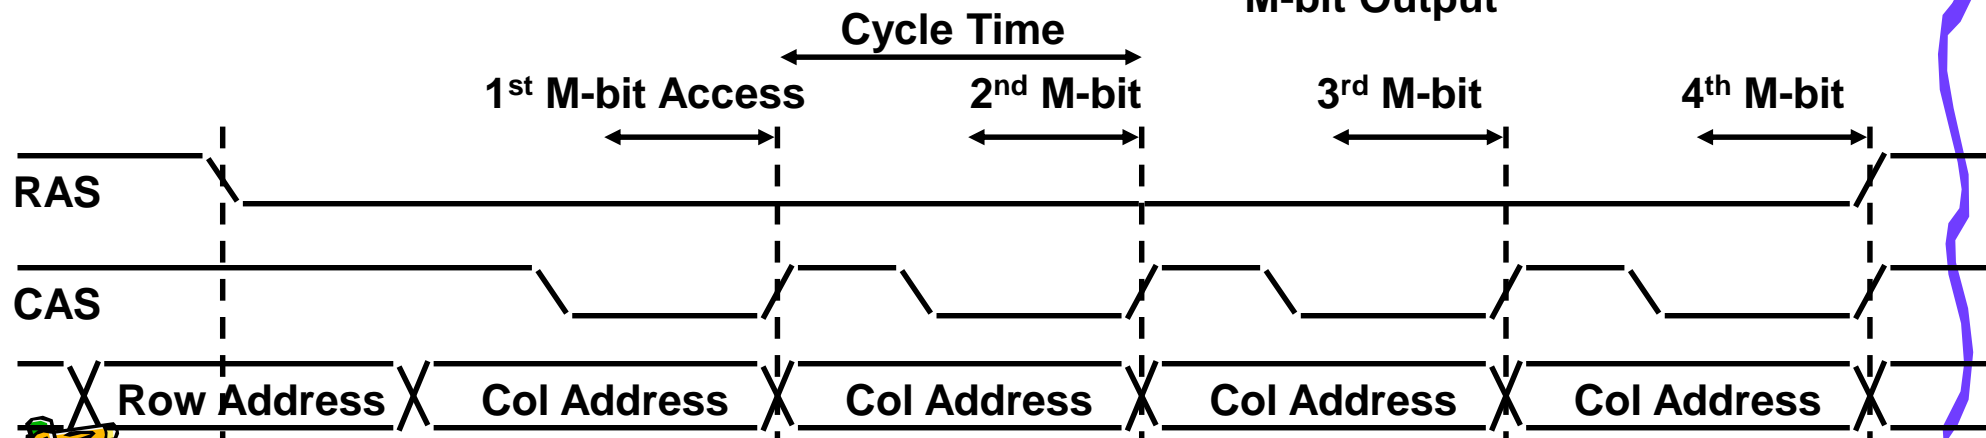 M-bit Output
Cycle Time
1st M-bit Access 2nd M-bit 3rd M-bit 4th M-bit
RAS
CAS
Row Address Col Address Col Address Col Address Col Address